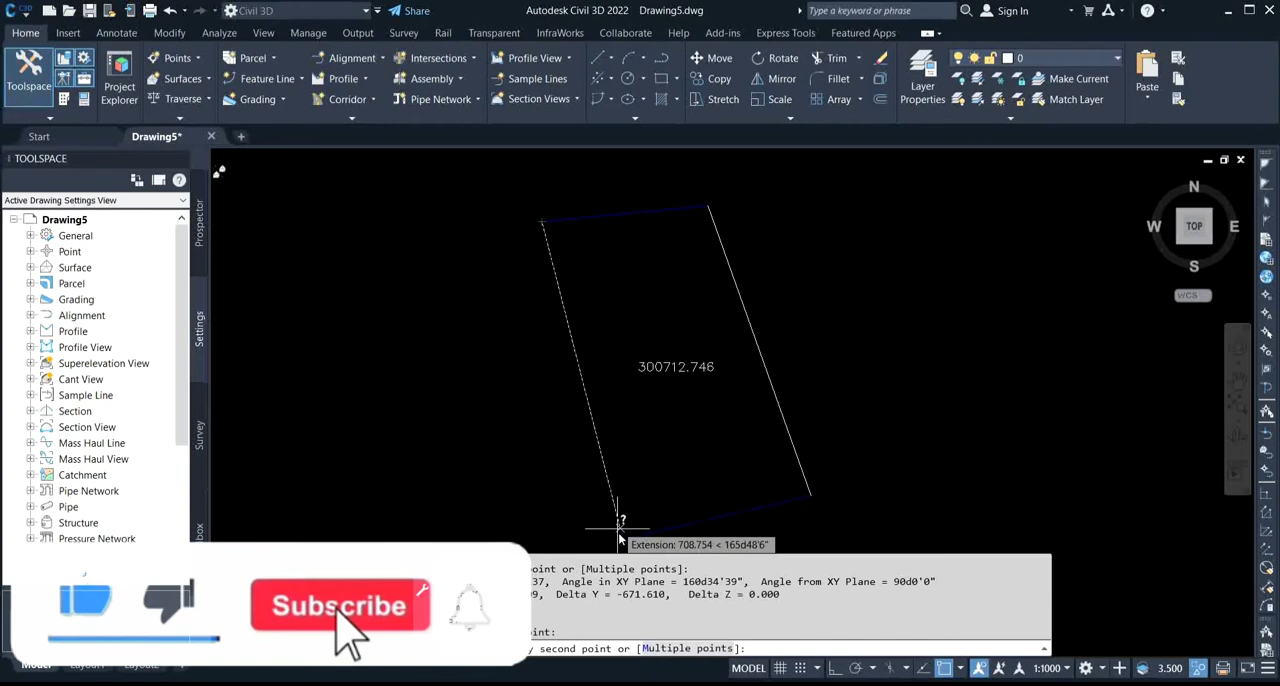 C3D
Civil 3D
Share
Autodesk Civil 3D 2022 Drawing5.dwg
Type a keyword or phrase
Sign In
Home Insert Annotate Modify Analyze View Manage Output Survey Rail Transparent InfraWorks Collaborate Help Add-ins Express Tools Featured Apps
Toolspace
Project Explorer
Points
Surfaces
Traverse
Parcel
Feature Line
Grading
Alignment
Profile
Corridor
Intersections
Assembly
Pipe Network
Profile View
Sample Lines
Section Views
Move
Copy
Stretch
Rotate
Mirror
Scale
Trim
Fillet
Array
Layer Properties
0
Make Current
Match Layer
Paste
Start
Drawing5*
TOOLSPACE
Active Drawing Settings View
Drawing5
General
Point
Surface
Parcel
Grading
Alignment
Profile
Profile View
Superelevation View
Cant View
Sample Line
Section
Section View
Mass Haul Line
Mass Haul View
Catchment
Pipe Network
Pipe
Structure
Pressure Network
Prospector
Settings
Survey
N
W
TOP
E
S
WCS
300712.746
Extension: 708.754 < 165d48'6"
point or [Multiple points]:
37, Angle in XY Plane = 160d34'39", Angle from XY Plane = 90d0'0"
09, Delta Y = -671.610, Delta Z = 0.000
point:
y second point or [Multiple points]:
Subscribe
MODEL
1:1000
3.500